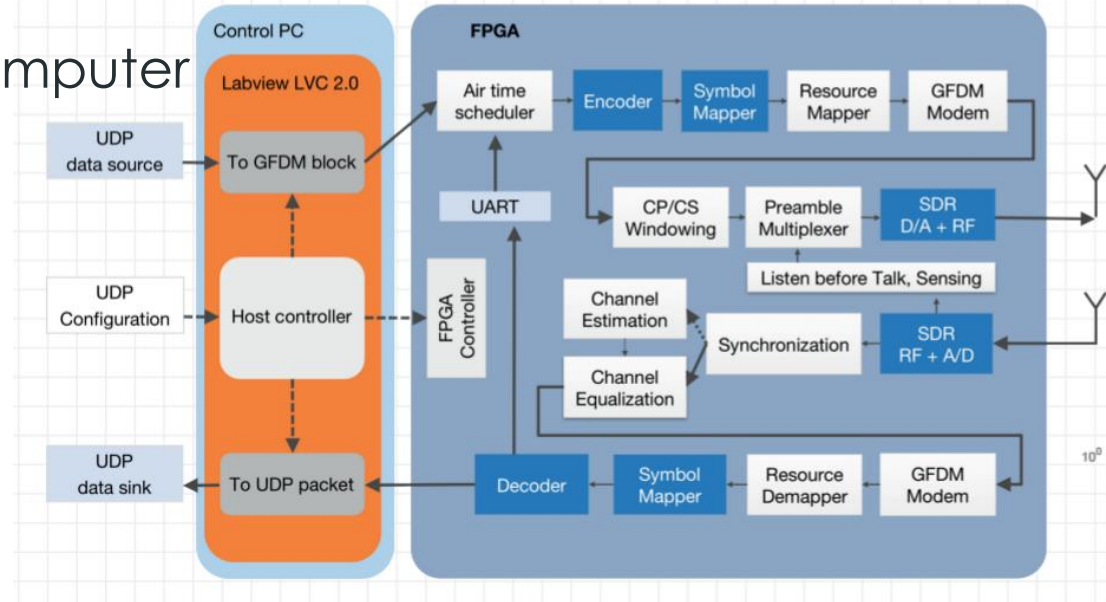 Control PC
FPGA
mputer
Labview LVC 2.0
UDP
data source
To GFDM block
Air time
scheduler
Encoder
Symbol
Mapper
Resource
Mapper
GFDM
Modem
UART
CP/CS
Windowing
Preamble
Multiplexer
SDR
D/A + RF
Listen before Talk, Sensing
UDP
Configuration
Host controller
FPGA
Controller
Channel
Estimation
Synchronization
SDR
RF + A/D
Channel
Equalization
UDP
data sink
To UDP packet
Decoder
Symbol
Mapper
Resource
Demapper
GFDM
Modem
10⁰